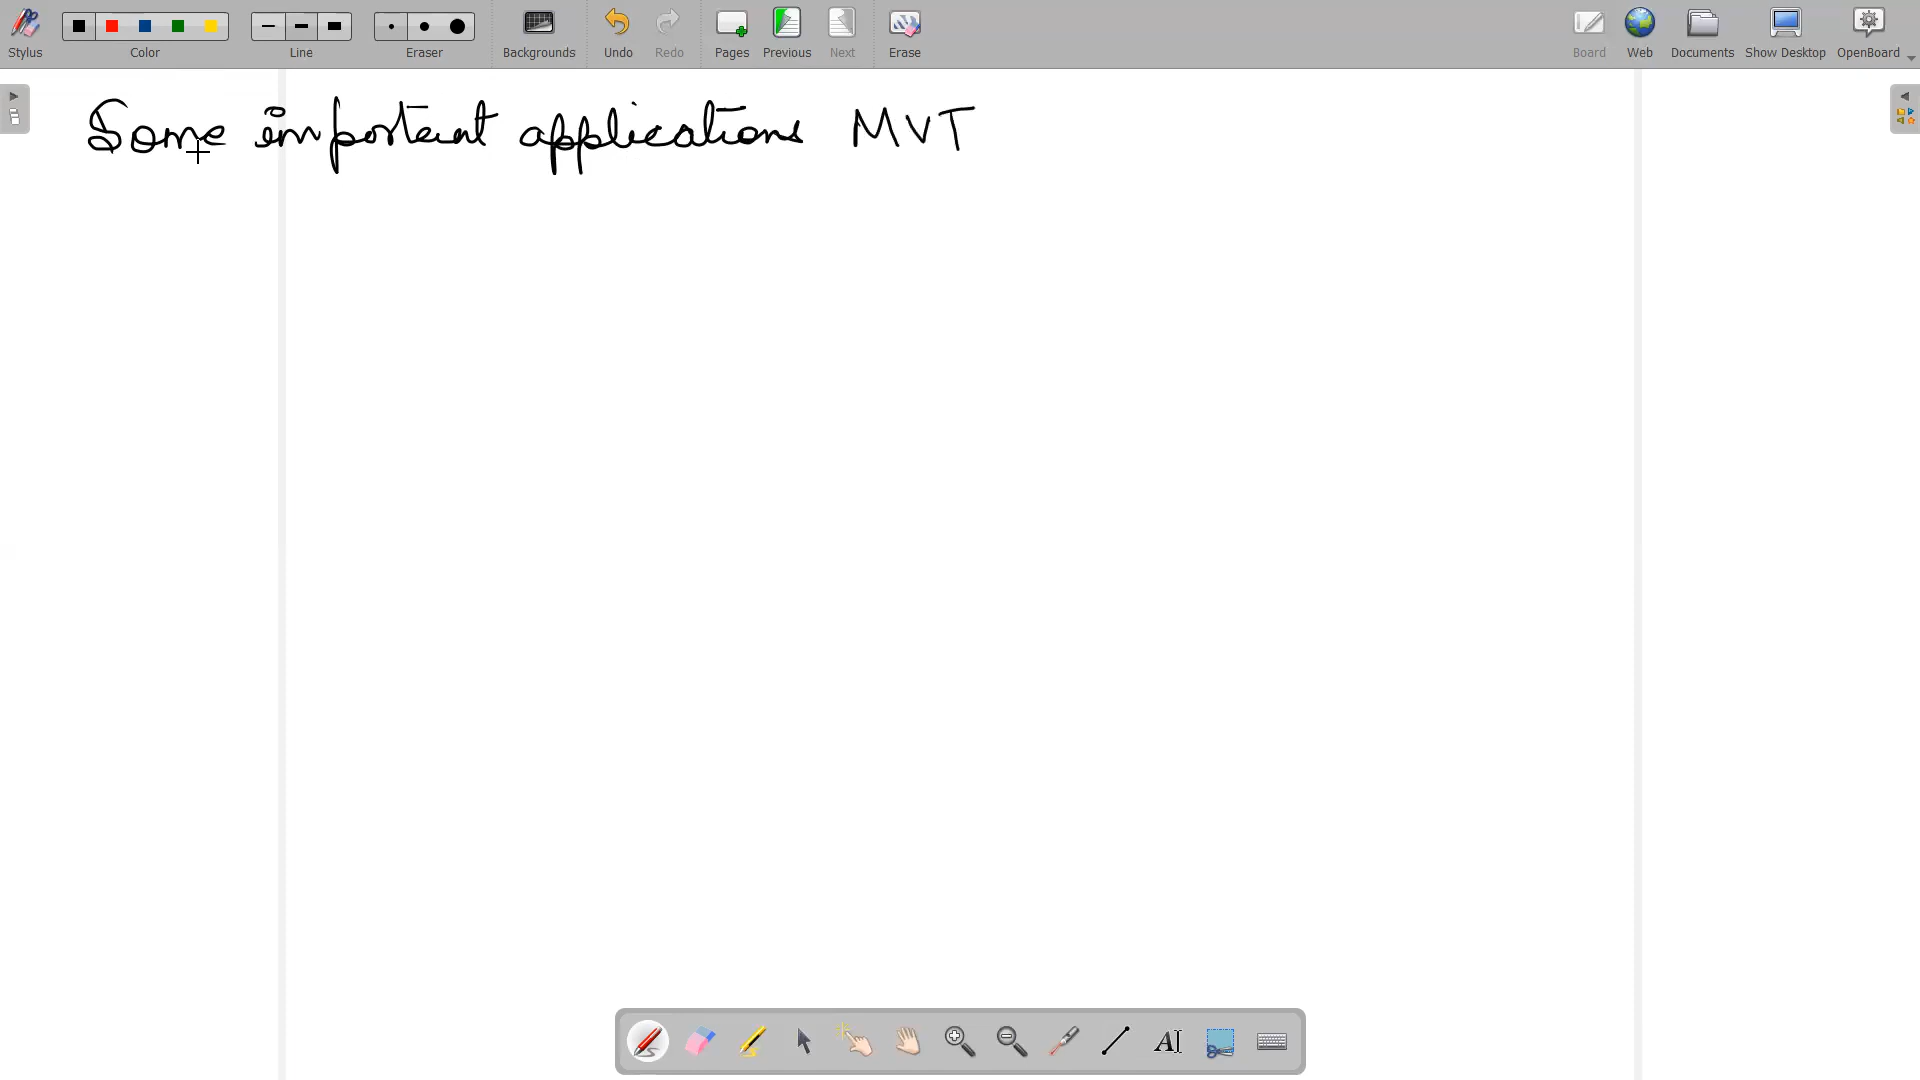 Stylus Color Line Eraser Backgrounds Undo Redo Pages Previous Next Erase Board Web Documents Show Desktop OpenBoard
Some important applications MVT